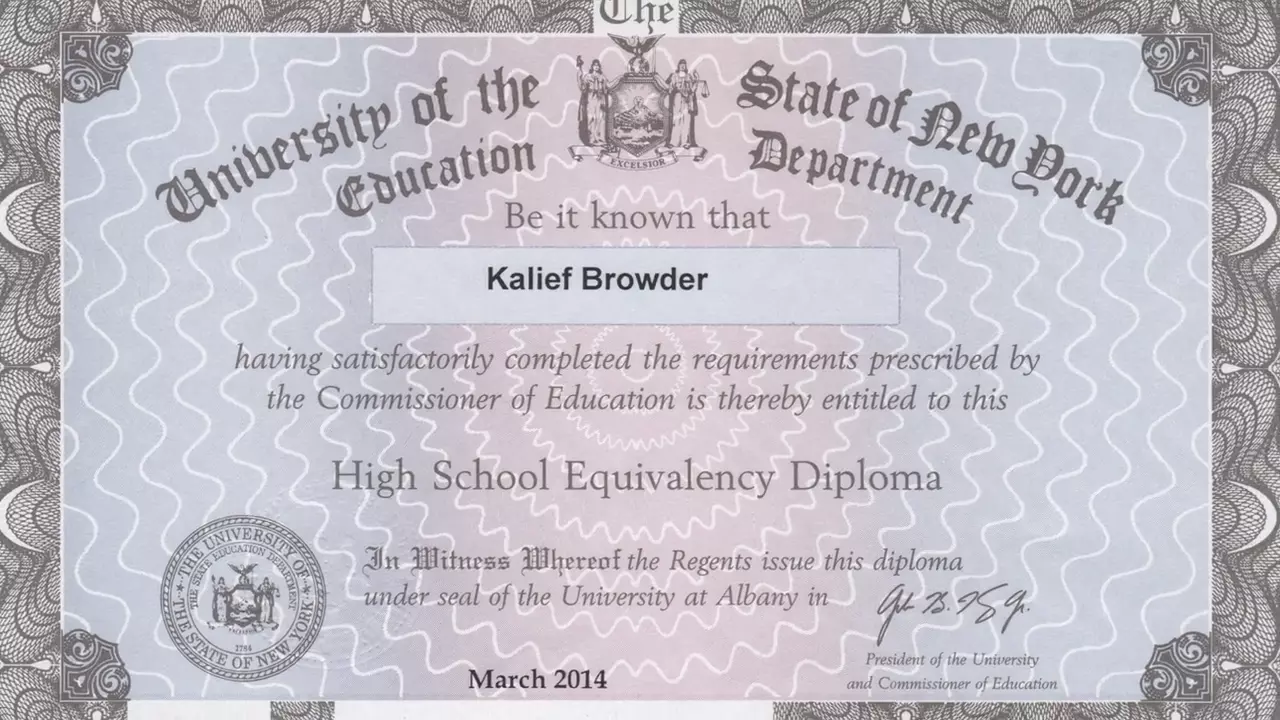 The
University of the State of New York
Education Department
EXCELSIOR
Be it known that
Kalief Browder
having satisfactorily completed the requirements prescribed by
the Commissioner of Education is thereby entitled to this
High School Equivalency Diploma
In Witness Whereof the Regents issue this diploma
under seal of the University at Albany in
THE UNIVERSITY OF THE STATE OF NEW YORK
THE STATE EDUCATION DEPARTMENT
1784
March 2014
President of the University
and Commissioner of Education